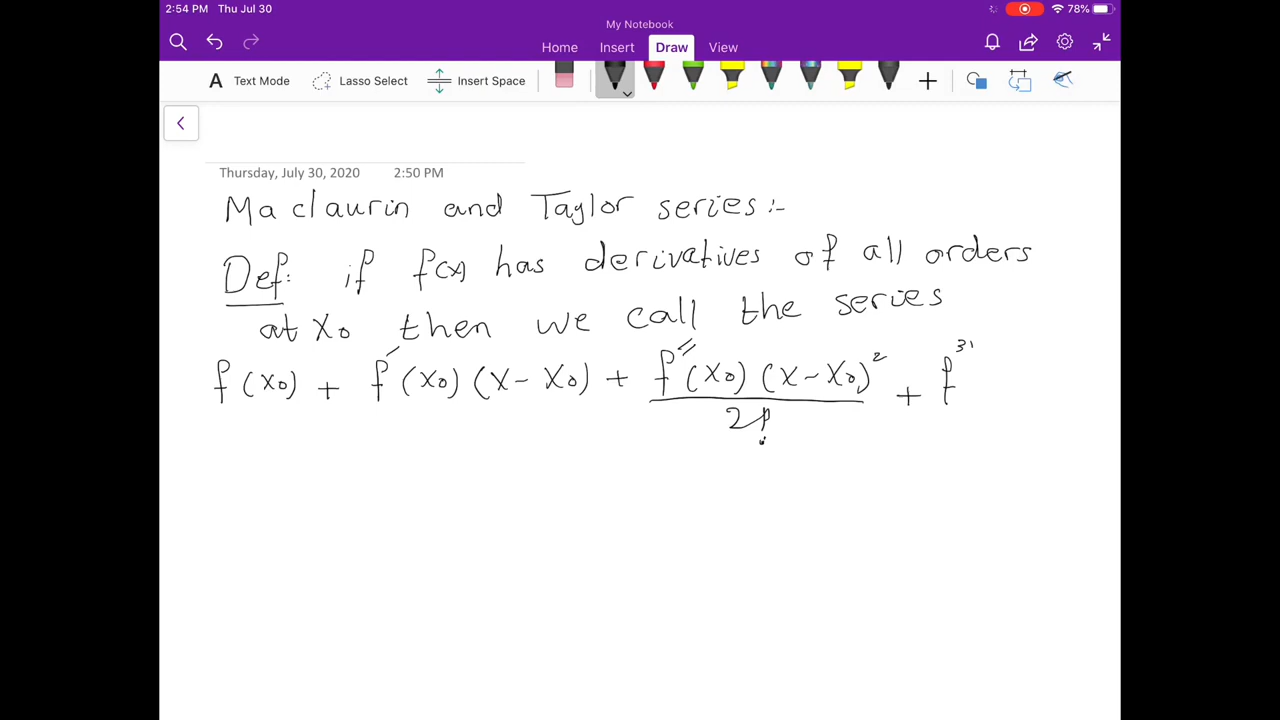 2:54 PM Thu Jul 30 78%
My Notebook
Home Insert Draw View
A Text Mode Lasso Select Insert Space
Thursday, July 30, 2020 2:50 PM
Maclaurin and Taylor series :-
Def: if f(x) has derivatives of all orders
at x₀ then we call the series
f(x₀) + f′(x₀)(x-x₀) + f″(x₀)(x-x₀)² + f³'
2!